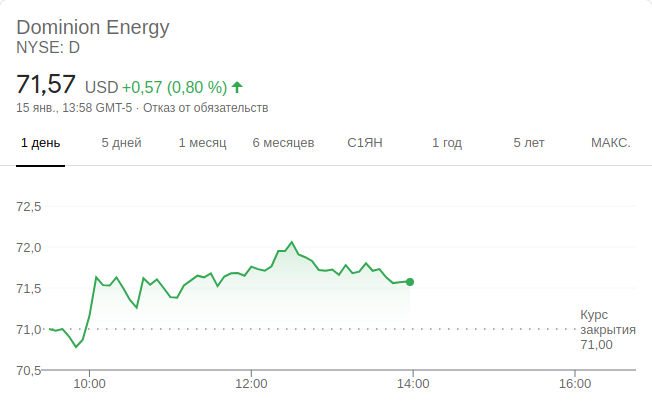 Dominion Energy
NYSE: D
71,57 USD +0,57 (0,80 %)
15 янв., 13:58 GMT-5 · Отказ от обязательств
1 день 5 дней 1 месяц 6 месяцев С1ЯН 1 год 5 лет МАКС.
72,5
72,0
71,5
71,0
70,5
Курс
закрытия
71,00
10:00 12:00 14:00 16:00